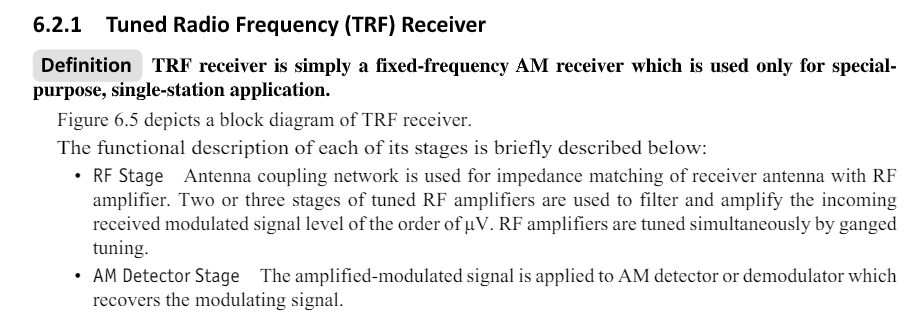 6.2.1 Tuned Radio Frequency (TRF) Receiver
Definition TRF receiver is simply a fixed-frequency AM receiver which is used only for special-
purpose, single-station application.
Figure 6.5 depicts a block diagram of TRF receiver.
The functional description of each of its stages is briefly described below:
• RF Stage Antenna coupling network is used for impedance matching of receiver antenna with RF
amplifier. Two or three stages of tuned RF amplifiers are used to filter and amplify the incoming
received modulated signal level of the order of μV. RF amplifiers are tuned simultaneously by ganged
tuning.
• AM Detector Stage The amplified-modulated signal is applied to AM detector or demodulator which
recovers the modulating signal.